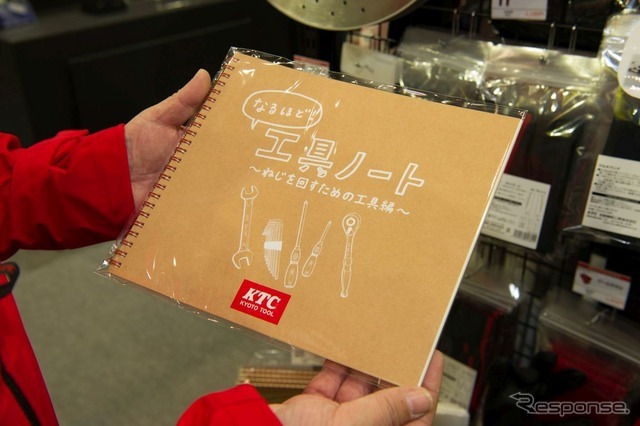 なるほど!
工具ノート
～ねじを回すための工具編～
KTC
KYOTO TOOL
Response.